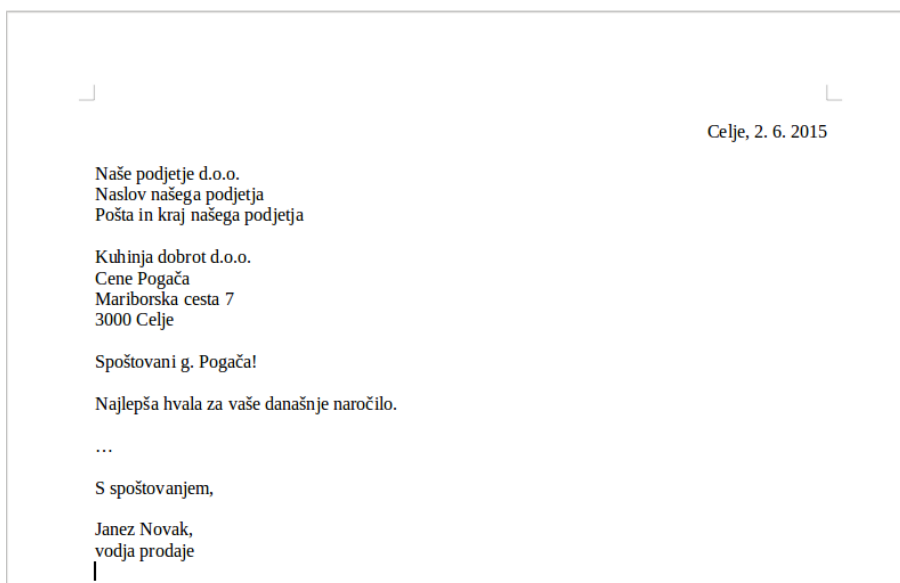 Celje, 2. 6. 2015
Naše podjetje d.o.o.
Naslov našega podjetja
Pošta in kraj našega podjetja
Kuhinja dobrot d.o.o.
Cene Pogača
Mariborska cesta 7
3000 Celje
Spoštovani g. Pogača!
Najlepša hvala za vaše današnje naročilo.
…
S spoštovanjem,
Janez Novak,
vodja prodaje